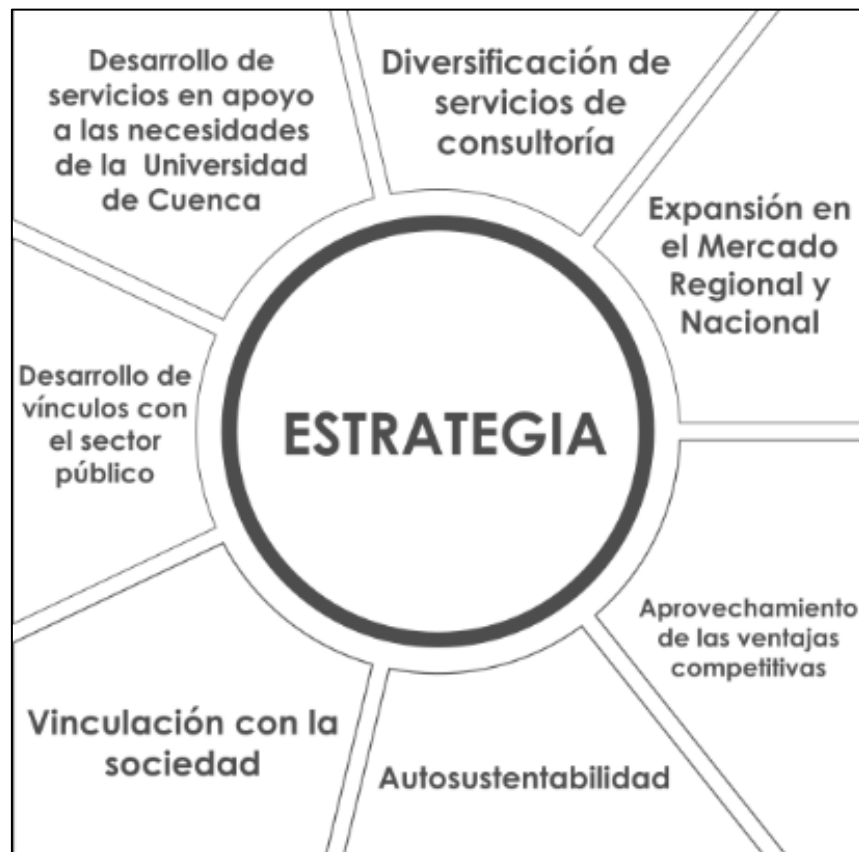 Desarrollo de
servicios en apoyo
a las necesidades
de la Universidad
de Cuenca
Diversificación de
servicios de
consultoría
Expansión en
el Mercado
Regional y
Nacional
Desarrollo de
vínculos con
el sector
público
ESTRATEGIA
Aprovechamiento
de las ventajas
competitivas
Vinculación con la
sociedad
Autosustentabilidad